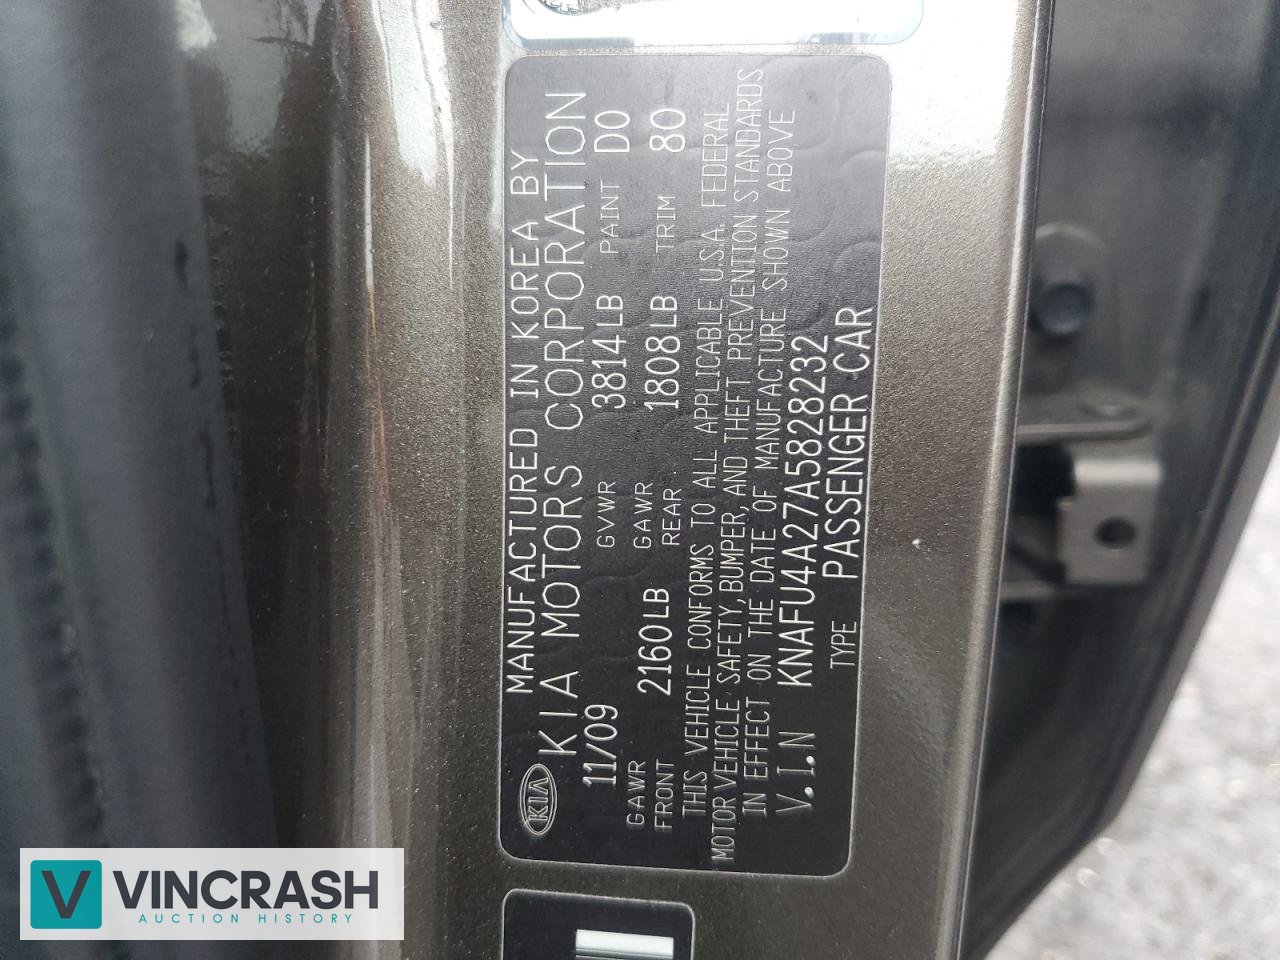 MANUFACTURED IN KOREA BY
KIA KIA MOTORS CORPORATION
11/09 GVWR 3814LB PAINT D0
GAWR FRONT 2160LB GAWR REAR 1808LB TRIM 80
THIS VEHICLE CONFORMS TO ALL APPLICABLE U.S.A. FEDERAL
MOTOR VEHICLE SAFETY, BUMPER, AND THEFT PREVENTION STANDARDS
IN EFFECT ON THE DATE OF MANUFACTURE SHOWN ABOVE
V.I.N KNAFU4A27A5828232
TYPE PASSENGER CAR
V VINCRASH
AUCTION HISTORY